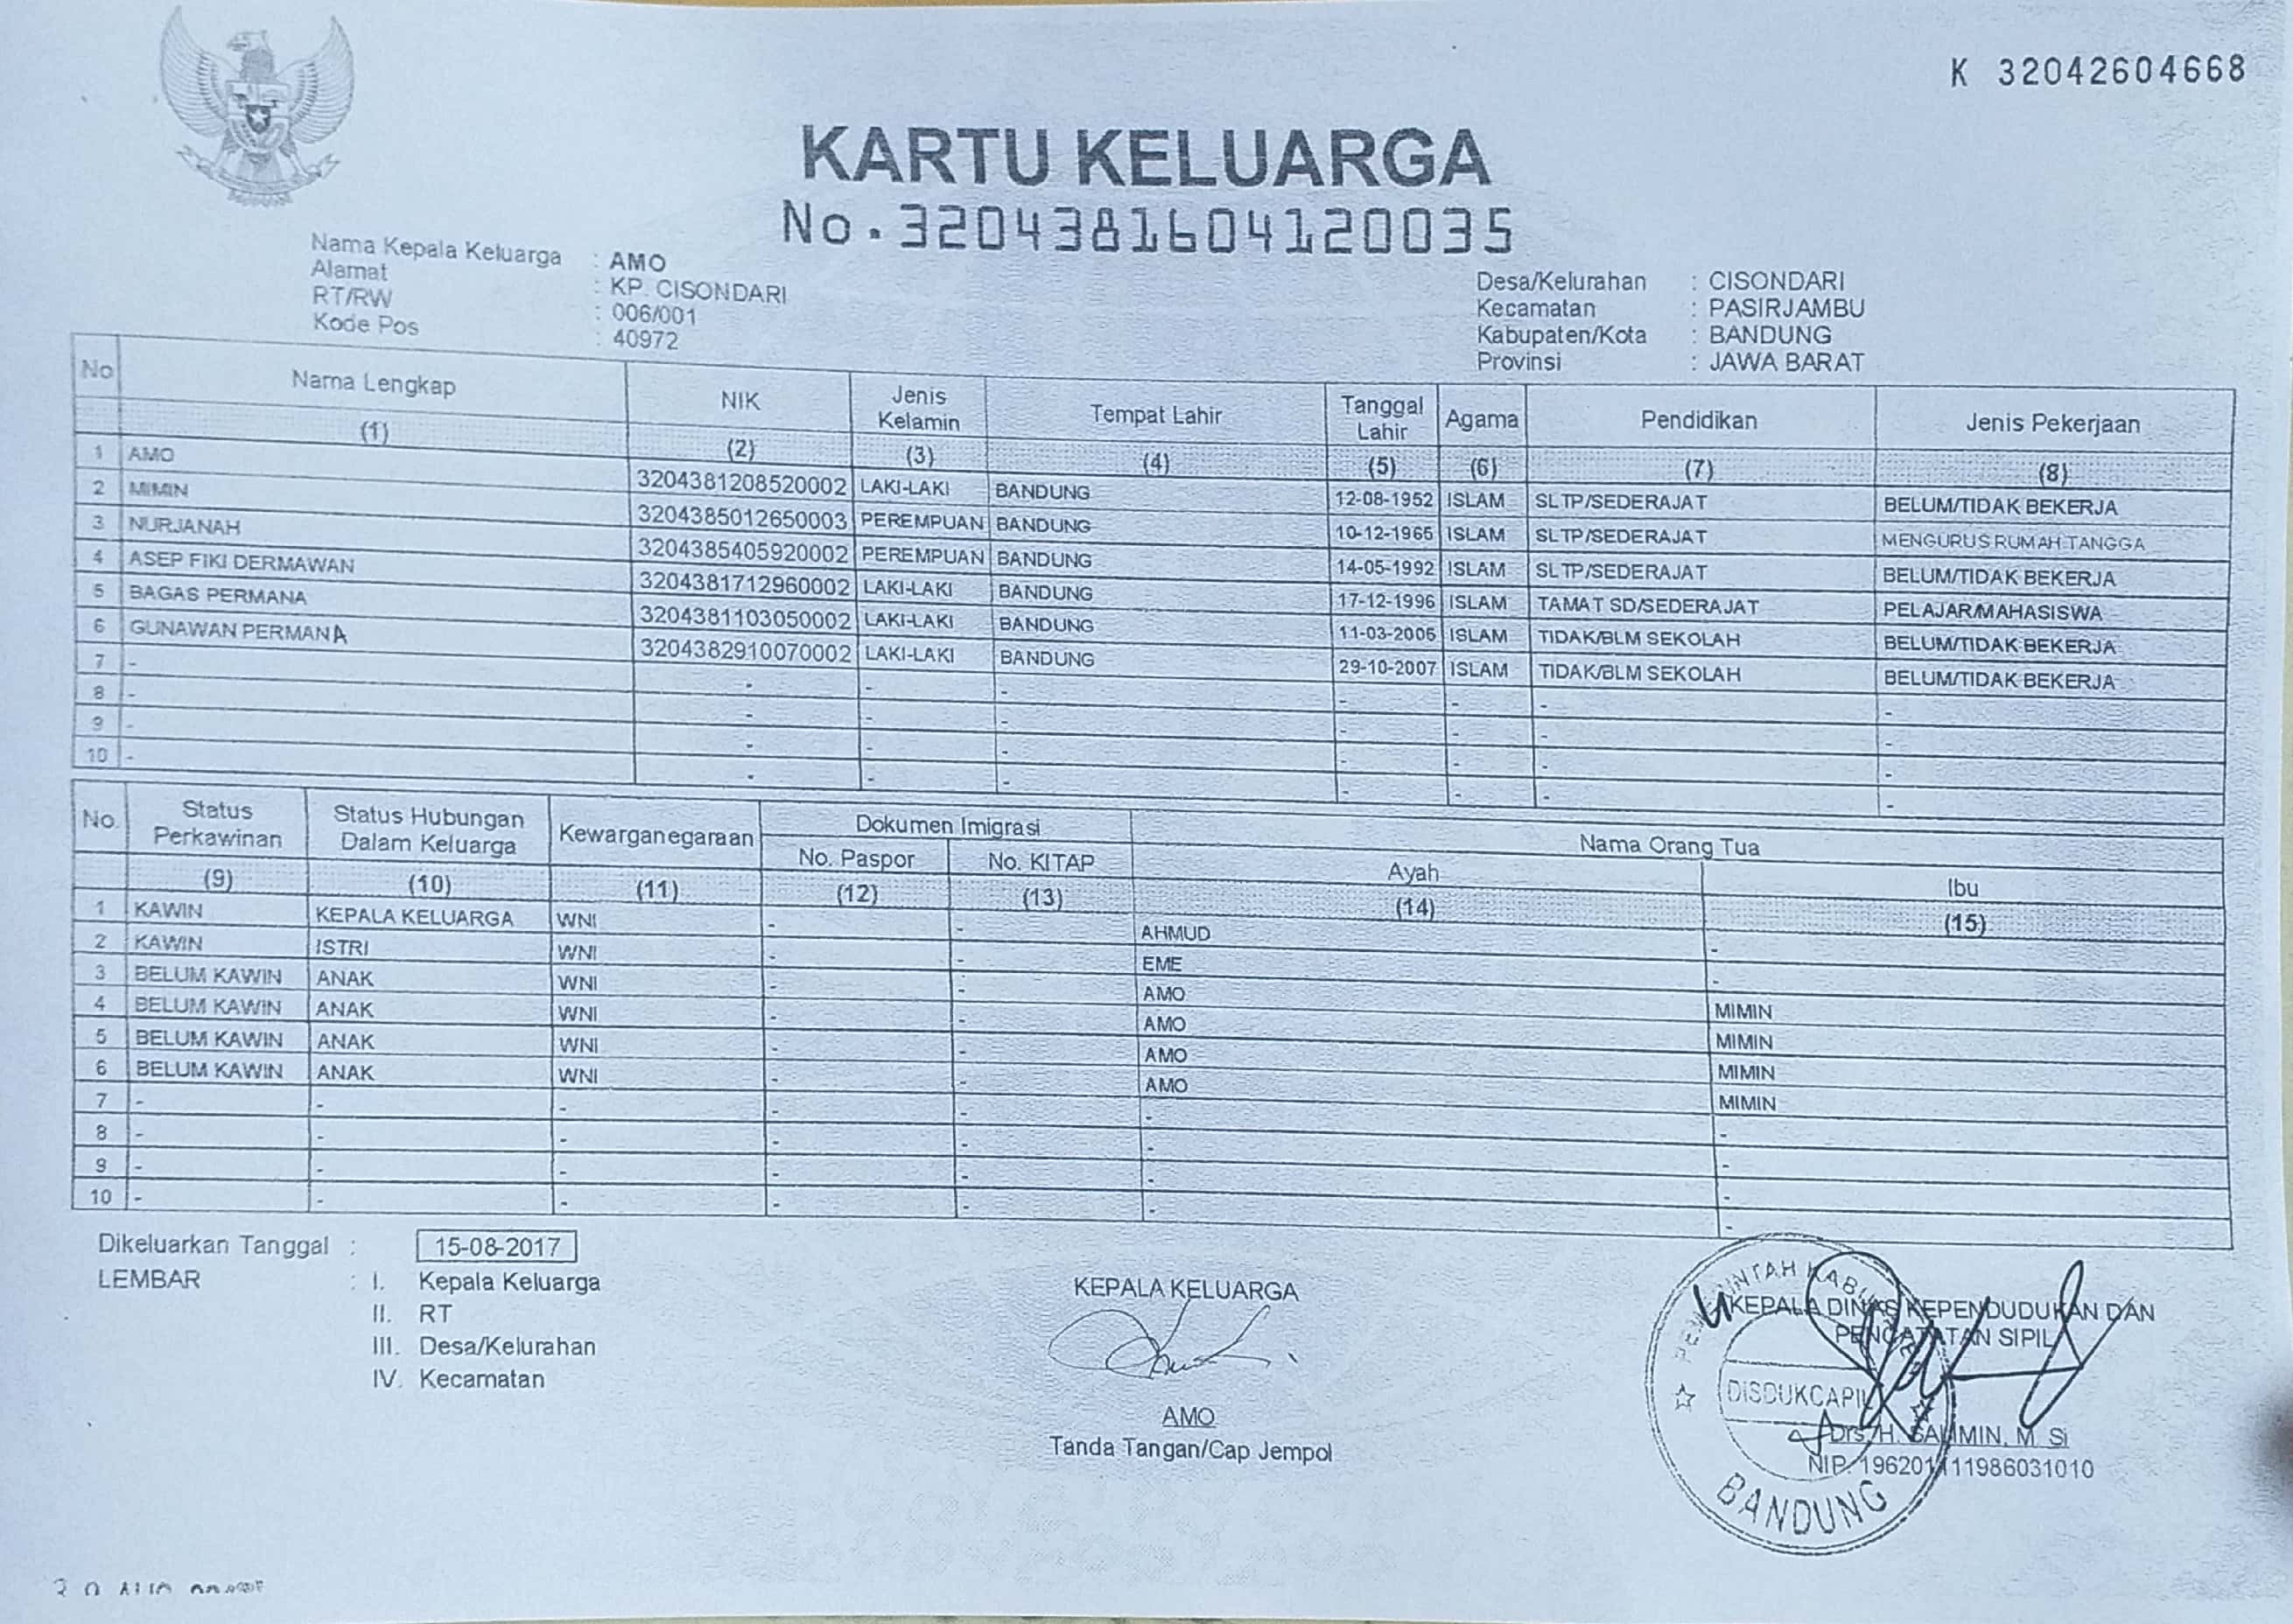 K 32042604668
KARTU KELUARGA
No.3204381604120035
Nama Kepala Keluarga : AMO
Alamat : KP. CISONDARI
RT/RW : 006/001
Kode Pos : 40972
Desa/Kelurahan : CISONDARI
Kecamatan : PASIRJAMBU
Kabupaten/Kota : BANDUNG
Provinsi : JAWA BARAT
No Nama Lengkap NIK Jenis Kelamin Tempat Lahir Tanggal Lahir Agama Pendidikan Jenis Pekerjaan
(1) (2) (3) (4) (5) (6) (7) (8)
1 AMO 3204381208520002 LAKI-LAKI BANDUNG 12-08-1952 ISLAM SLTP/SEDERAJAT BELUM/TIDAK BEKERJA
2 MIMIN 3204385012650003 PEREMPUAN BANDUNG 10-12-1965 ISLAM SLTP/SEDERAJAT MENGURUS RUMAH TANGGA
3 NURJANAH 3204385405920002 PEREMPUAN BANDUNG 14-05-1992 ISLAM SLTP/SEDERAJAT BELUM/TIDAK BEKERJA
4 ASEP FIKI DERMAWAN 3204381712960002 LAKI-LAKI BANDUNG 17-12-1996 ISLAM TAMAT SD/SEDERAJAT PELAJAR/MAHASISWA
5 BAGAS PERMANA 3204381103050002 LAKI-LAKI BANDUNG 11-03-2005 ISLAM TIDAK/BLM SEKOLAH BELUM/TIDAK BEKERJA
6 GUNAWAN PERMANA 3204382910070002 LAKI-LAKI BANDUNG 29-10-2007 ISLAM TIDAK/BLM SEKOLAH BELUM/TIDAK BEKERJA
7 - - - - - - - -
8 - - - - - - - -
9 - - - - - - - -
10 - - - - - - - -
No. Status Perkawinan Status Hubungan Dalam Keluarga Kewarganegaraan Dokumen Imigrasi Nama Orang Tua
No. Paspor No. KITAP Ayah Ibu
(9) (10) (11) (12) (13) (14) (15)
1 KAWIN KEPALA KELUARGA WNI - - AHMUD -
2 KAWIN ISTRI WNI - - EME -
3 BELUM KAWIN ANAK WNI - - AMO MIMIN
4 BELUM KAWIN ANAK WNI - - AMO MIMIN
5 BELUM KAWIN ANAK WNI - - AMO MIMIN
6 BELUM KAWIN ANAK WNI - - AMO MIMIN
7 - - - - - - -
8 - - - - - - -
9 - - - - - - -
10 - - - - - - -
Dikeluarkan Tanggal : 15-08-2017
LEMBAR : I. Kepala Keluarga
II. RT
III. Desa/Kelurahan
IV. Kecamatan
KEPALA KELUARGA
AMO
Tanda Tangan/Cap Jempol
KEPALA DINAS KEPENDUDUKAN DAN
PENCATATAN SIPIL
DISDUKCAPIL
Drs. H. SALIMIN, M. Si
NIP. 196201111986031010
BANDUNG